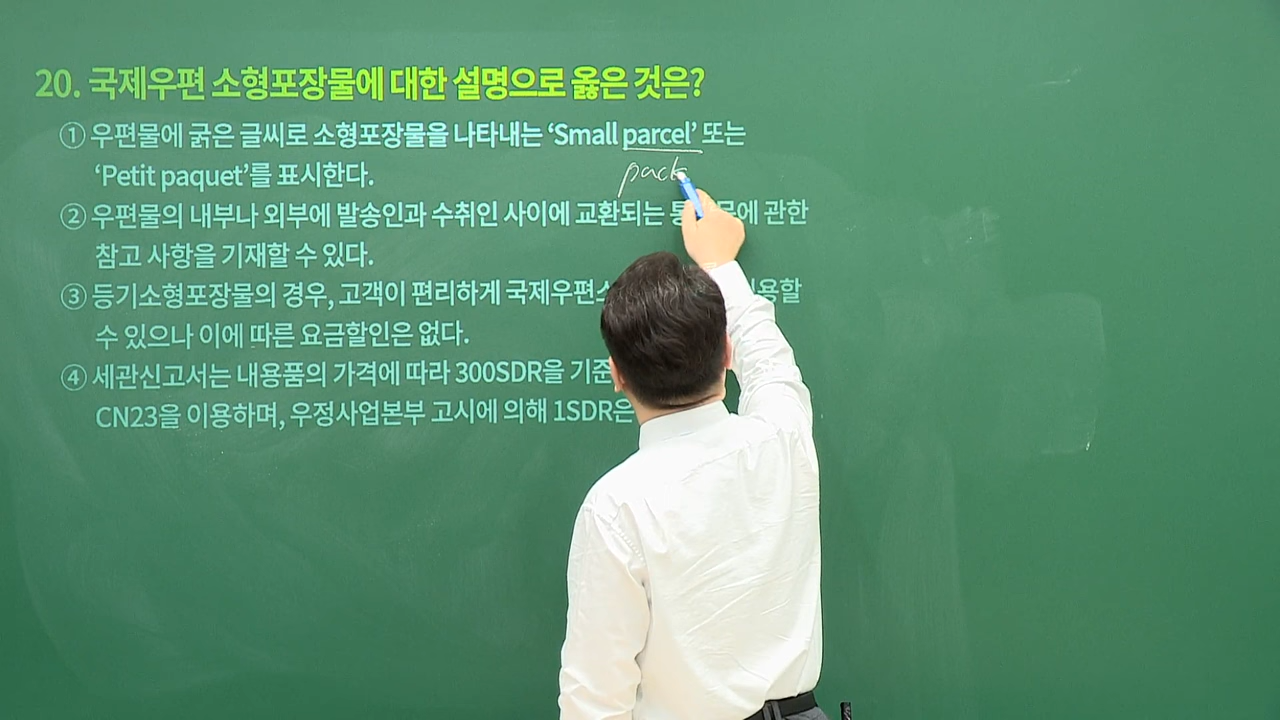 20. 국제우편 소형포장물에 대한 설명으로 옳은 것은?
① 우편물에 굵은 글씨로 소형포장물을 나타내는 ‘Small parcel’ 또는
‘Petit paquet’를 표시한다.
pack
② 우편물의 내부나 외부에 발송인과 수취인 사이에 교환되는 관한
참고 사항을 기재할 수 있다.
③ 등기소형포장물의 경우, 고객이 편리하게
수 있으나 이에 따른 요금할인은 없다.
④ 세관신고서는 내용품의 가격에 따라 300SDR을
CN23을 이용하며, 우정사업본부 고시에 의해 1SDR은